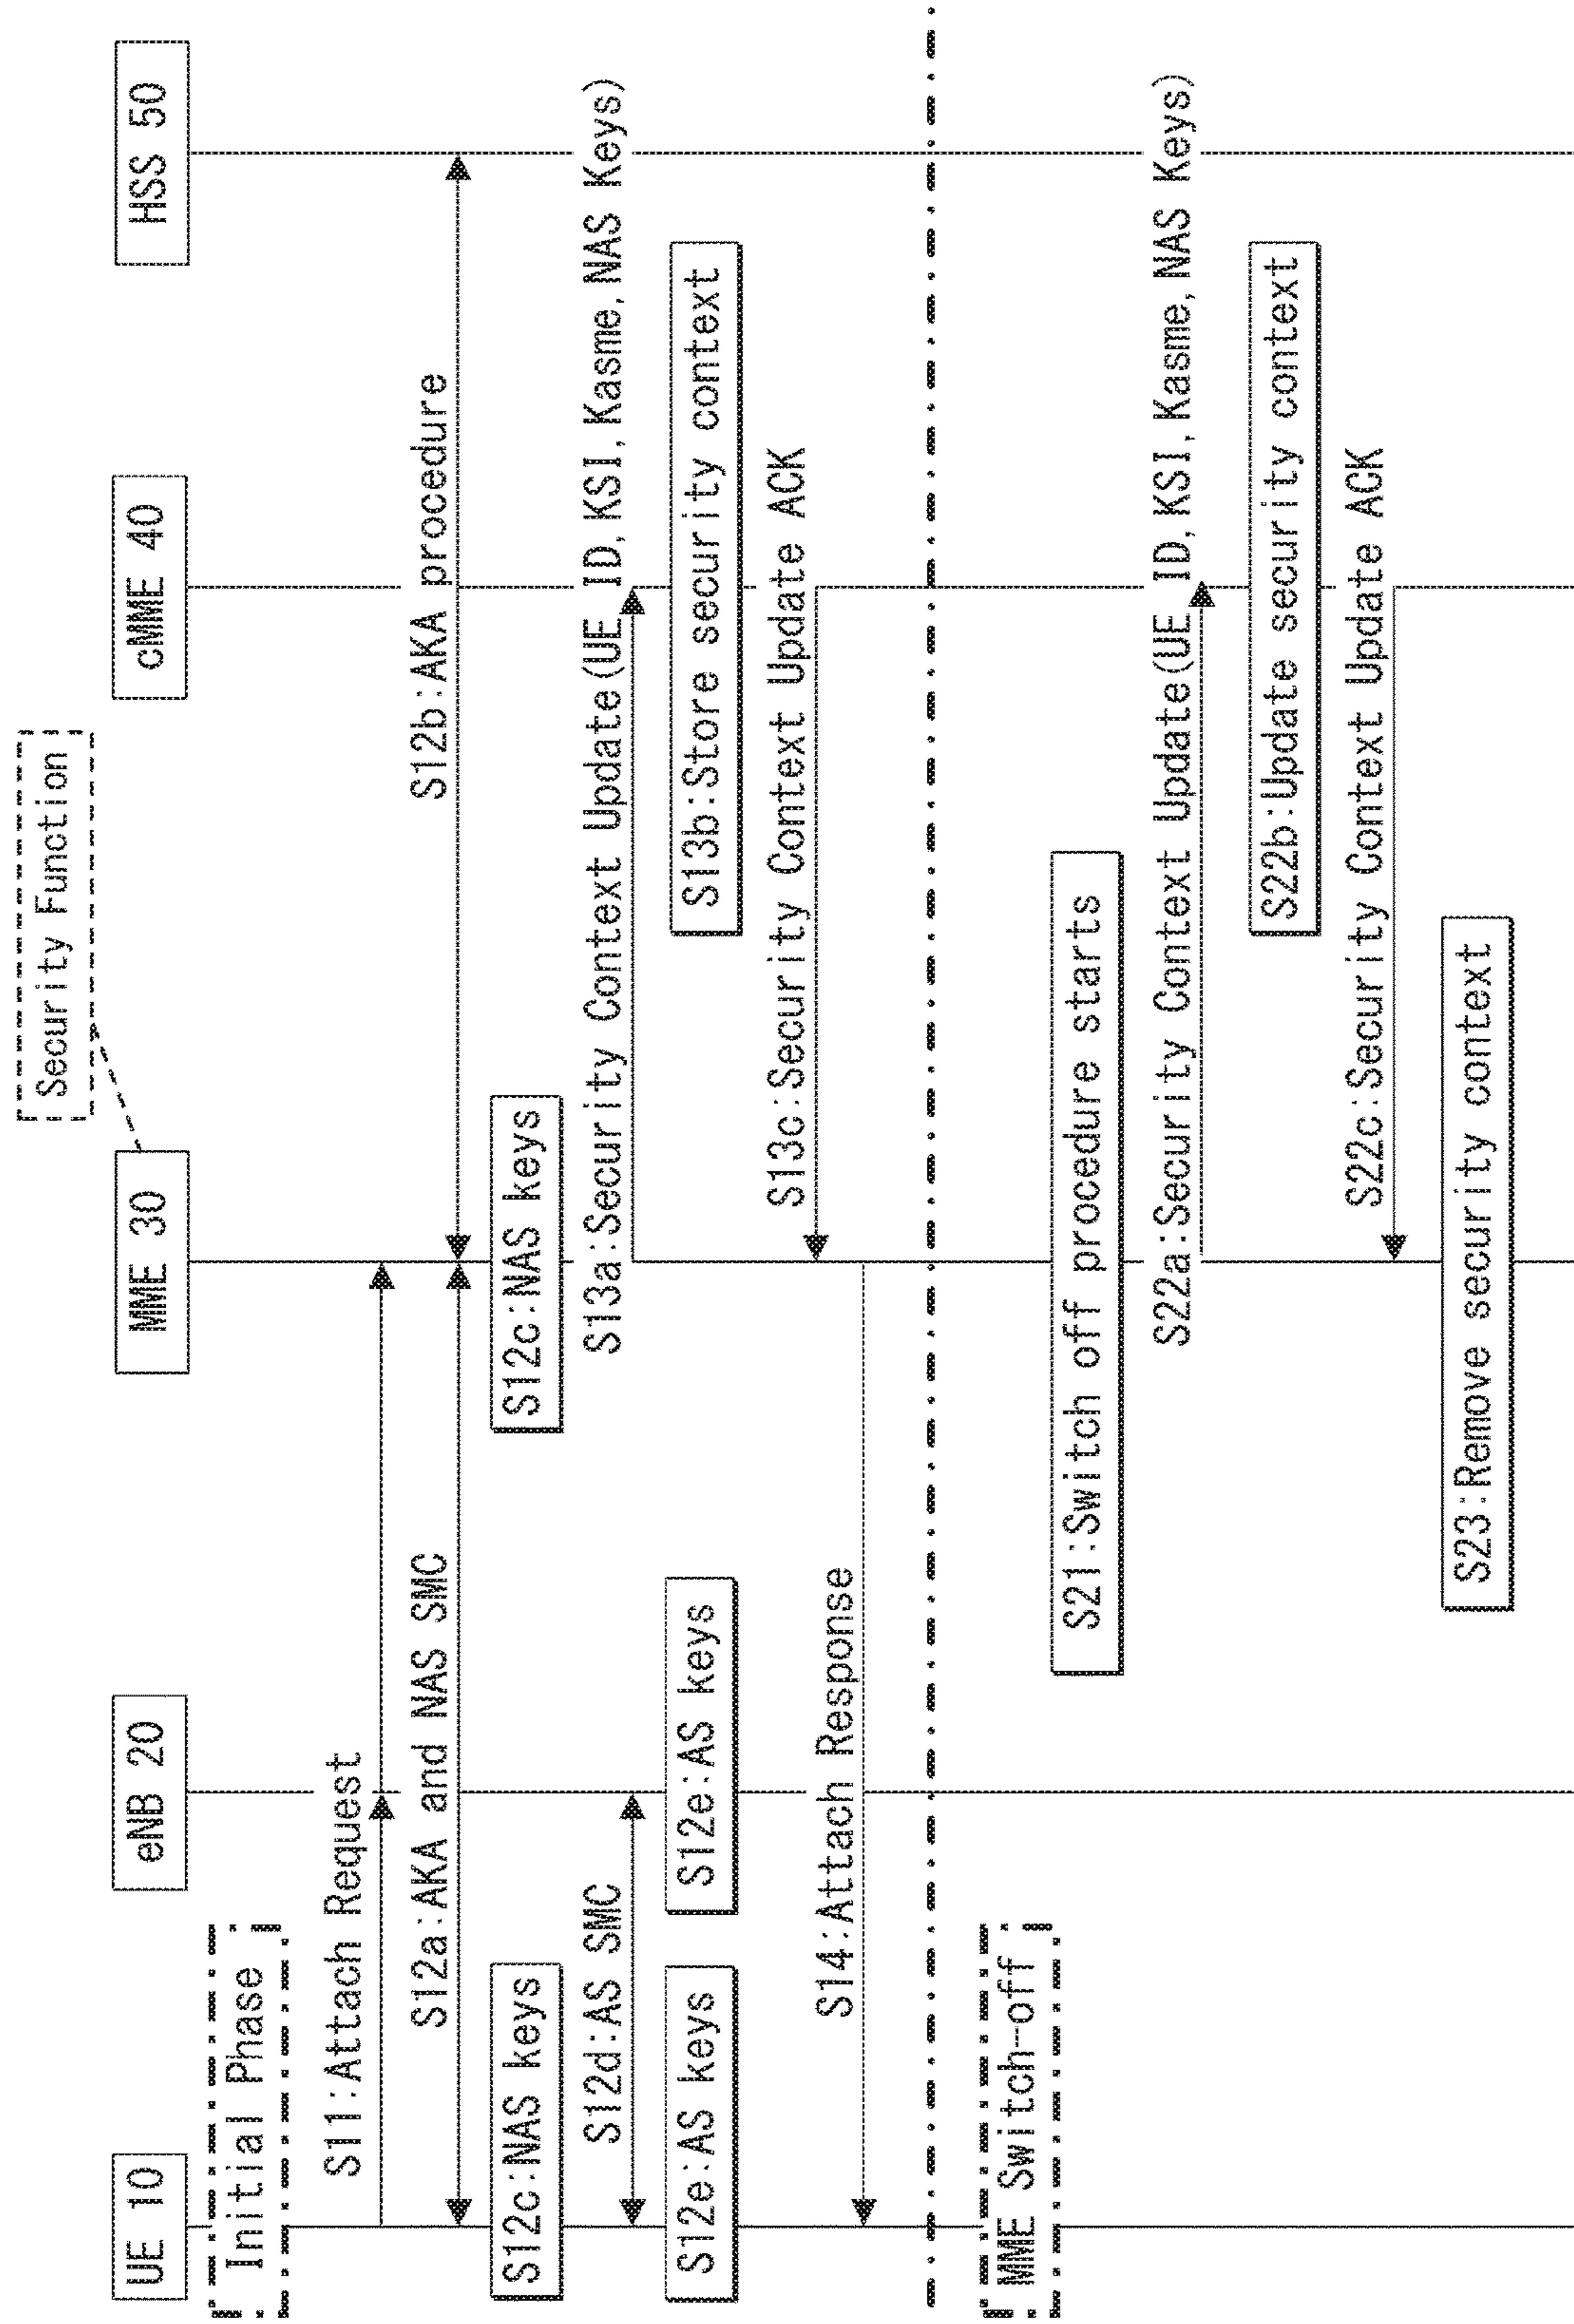 Security Function
UE 10
eNB 20
MME 30
cMME 40
HSS 50
Initial Phase
S11:Attach Request
S12a:AKA and NAS SMC
S12b:AKA procedure
S12c:NAS keys
S12c:NAS keys
S12d:AS SMC
S13a:Security Context Update(UE ID,KSI,Kasme,NAS Keys)
S12e:AS keys
S12e:AS keys
S13b:Store security context
S13c:Security Context Update ACK
S14:Attach Response
MME Switch-off
S21:Switch off procedure starts
S22a:Security Context Update(UE ID,KSI,Kasme,NAS Keys)
S22b:Update security context
S22c:Security Context Update ACK
S23:Remove security context